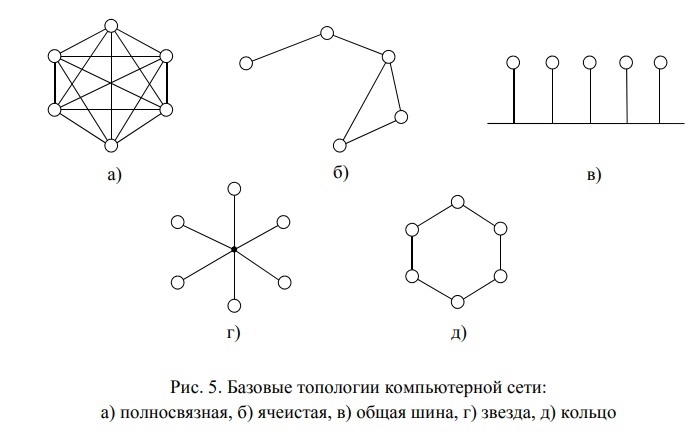 а)
б)
в)
г)
д)
Рис. 5. Базовые топологии компьютерной сети:
а) полносвязная, б) ячеистая, в) общая шина, г) звезда, д) кольцо